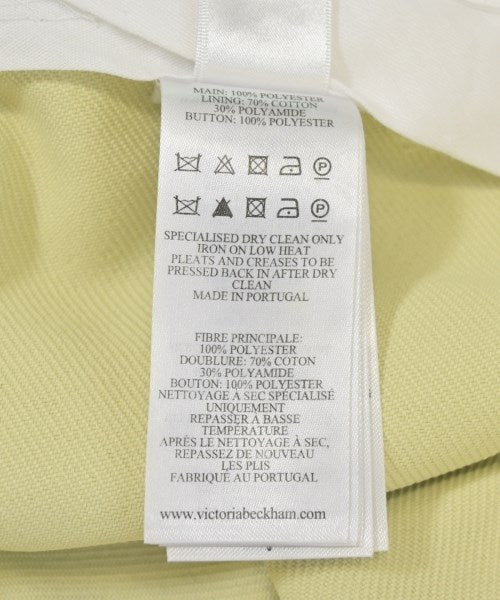 MAIN: 100% POLYESTER
LINING: 70% COTTON
30% POLYAMIDE
BUTTON: 100% POLYESTER
P
P
SPECIALISED DRY CLEAN ONLY
IRON ON LOW HEAT
PLEATS AND CREASES TO BE
PRESSED BACK IN AFTER DRY
CLEAN
MADE IN PORTUGAL
FIBRE PRINCIPALE:
100% POLYESTER
DOUBLURE: 70% COTON
30% POLYAMIDE
BOUTON: 100% POLYESTER
NETTOYAGE À SEC SPÉCIALISÉ
UNIQUEMENT
REPASSER À BASSE
TEMPÉRATURE
APRÈS LE NETTOYAGE À SEC,
REPASSEZ DE NOUVEAU
LES PLIS
FABRIQUÉ AU PORTUGAL
www.victoriabeckham.com